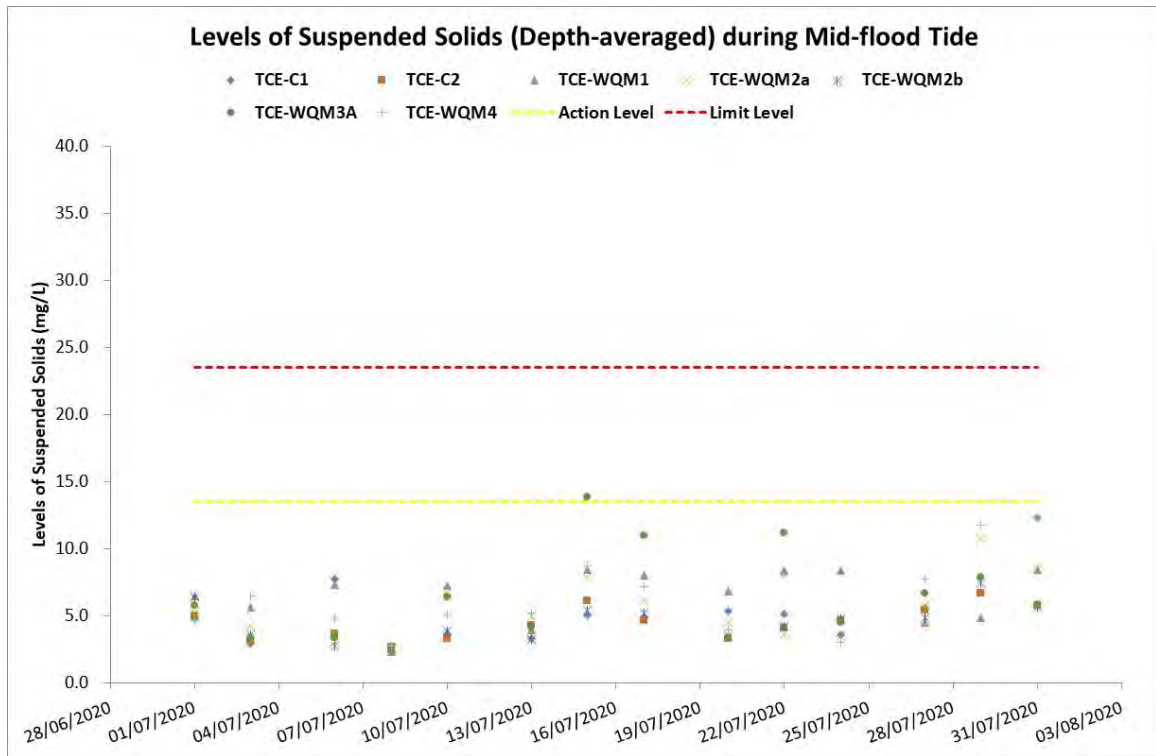 Levels of Suspended Solids (Depth-averaged) during Mid-flood Tide
TCE-C1 TCE-C2 TCE-WQM1 TCE-WQM2a TCE-WQM2b
TCE-WQM3A TCE-WQM4 Action Level Limit Level
Levels of Suspended Solids (mg/L)
40.0
35.0
30.0
25.0
20.0
15.0
10.0
5.0
0.0
28/06/2020 01/07/2020 04/07/2020 07/07/2020 10/07/2020 13/07/2020 16/07/2020 19/07/2020 22/07/2020 25/07/2020 28/07/2020 31/07/2020 03/08/2020